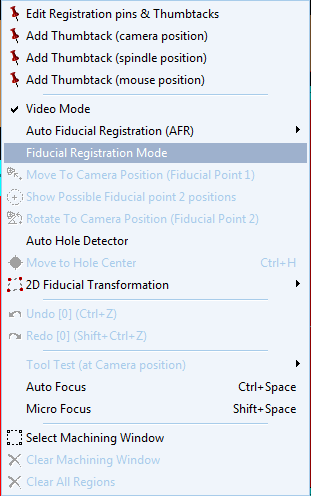 Edit Registration pins & Thumbtacks
Add Thumbtack (camera position)
Add Thumbtack (spindle position)
Add Thumbtack (mouse position)
Video Mode
Auto Fiducial Registration (AFR)
Fiducial Registration Mode
Move To Camera Position (Fiducial Point 1)
Show Possible Fiducial point 2 positions
Rotate To Camera Position (Fiducial Point 2)
Auto Hole Detector
Move to Hole Center Ctrl+H
2D Fiducial Transformation
Undo [0] (Ctrl+Z)
Redo [0] (Shift+Ctrl+Z)
Tool Test (at Camera position)
Auto Focus Ctrl+Space
Micro Focus Shift+Space
Select Machining Window
Clear Machining Window
Clear All Regions